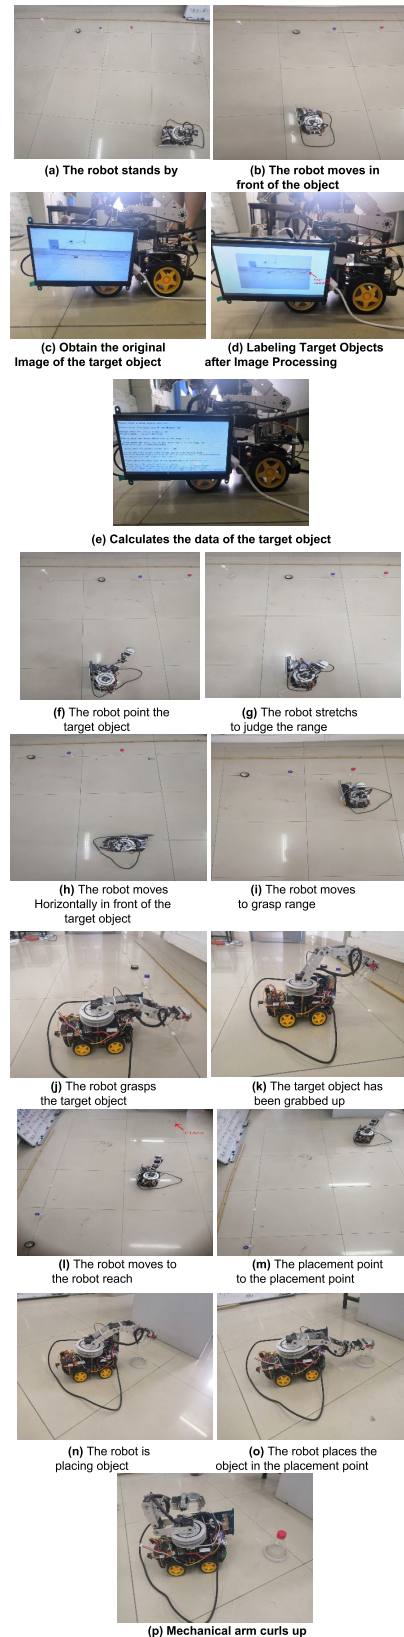 (a) The robot stands by
(b) The robot moves in
front of the object
(c) Obtain the original
Image of the target object
(d) Labeling Target Objects
after Image Processing
(e) Calculates the data of the target object
(f) The robot point the
target object
(g) The robot stretchs
to judge the range
(h) The robot moves
Horizontally in front of the
target object
(i) The robot moves
to grasp range
(j) The robot grasps
the target object
(k) The target object has
been grabbed up
(l) The robot moves to
the robot reach
(m) The placement point
to the placement point
(n) The robot is
placing object
(o) The robot places the
object in the placement point
(p) Mechanical arm curls up